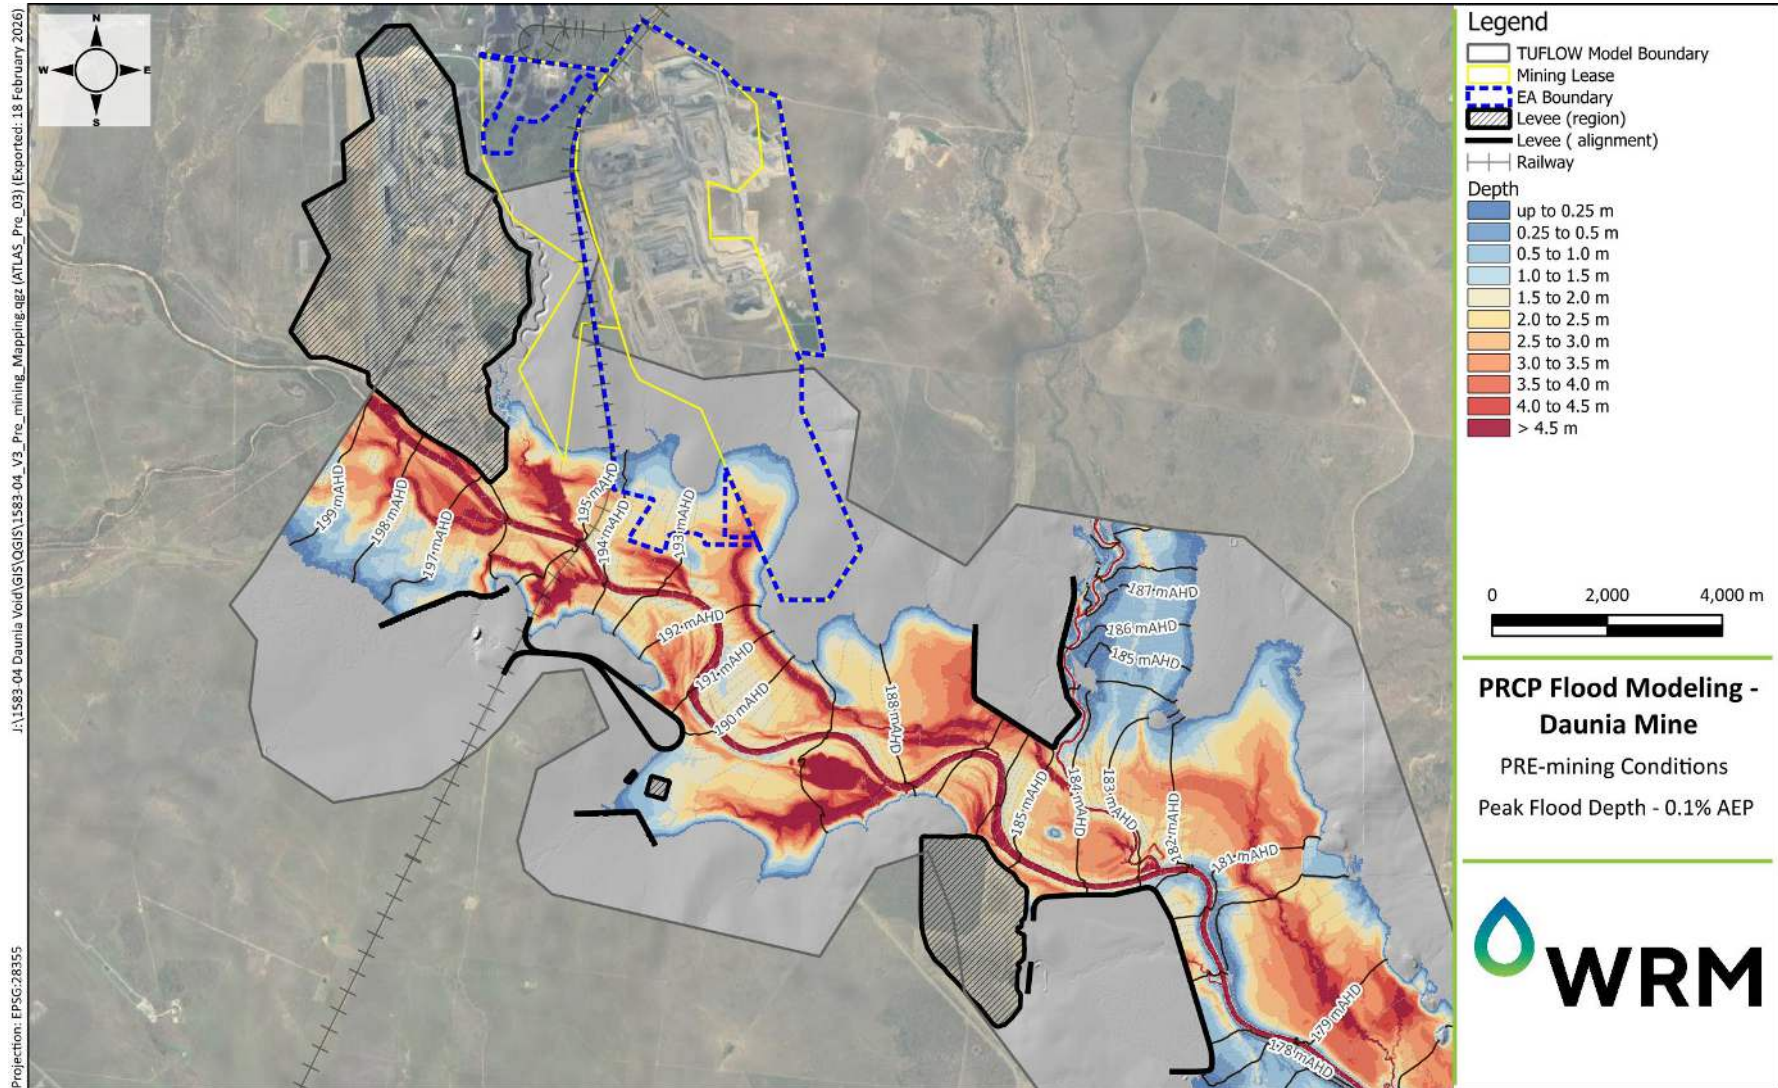 J:\1583-04 Daunia Void\GIS\QGIS\1583-04_V3_Pre_mining_Mapping.qgz (ATLAS_Pre_03) (Exported: 18 February 2026)
Projection: EPSG:28355
N
W
E
S
199 mAHD
198 mAHD
197 mAHD
195 mAHD
194 mAHD
193 mAHD
192 mAHD
191 mAHD
190 mAHD
188 mAHD
187 mAHD
186 mAHD
185 mAHD
185 mAHD
184 mAHD
183 mAHD
182 mAHD
181 mAHD
179 mAHD
178 mAHD
Legend
TUFLOW Model Boundary
Mining Lease
EA Boundary
Levee (region)
Levee ( alignment)
Railway
Depth
up to 0.25 m
0.25 to 0.5 m
0.5 to 1.0 m
1.0 to 1.5 m
1.5 to 2.0 m
2.0 to 2.5 m
2.5 to 3.0 m
3.0 to 3.5 m
3.5 to 4.0 m
4.0 to 4.5 m
> 4.5 m
0 2,000 4,000 m
PRCP Flood Modeling -
Daunia Mine
PRE-mining Conditions
Peak Flood Depth - 0.1% AEP
WRM